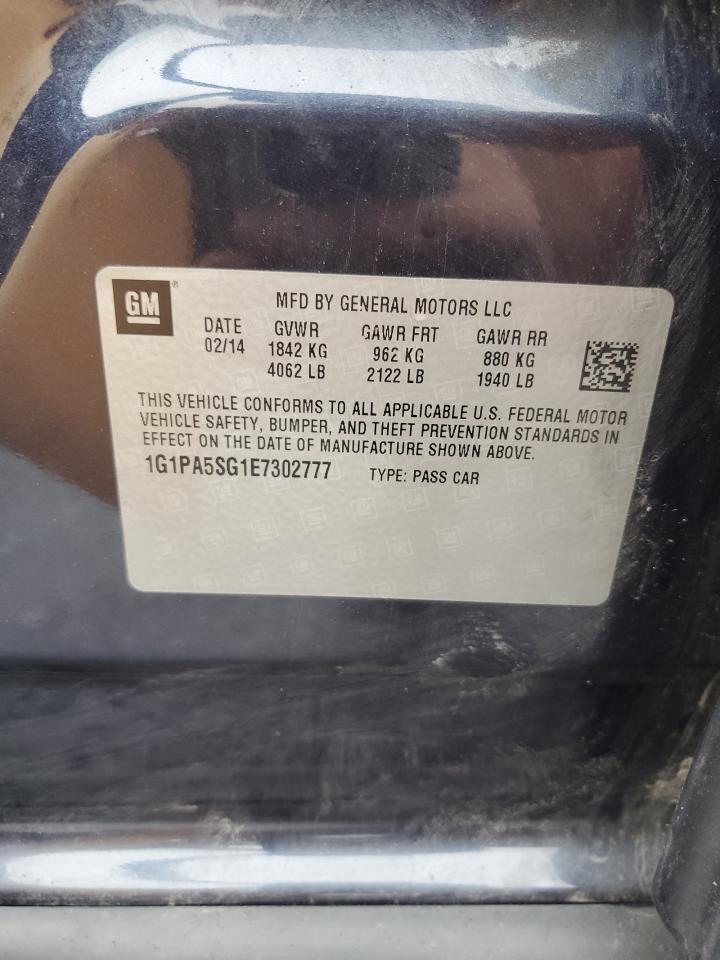 GM®
MFD BY GENERAL MOTORS LLC
DATE GVWR GAWR FRT GAWR RR
02/14 1842 KG 962 KG 880 KG
4062 LB 2122 LB 1940 LB
THIS VEHICLE CONFORMS TO ALL APPLICABLE U.S. FEDERAL MOTOR
VEHICLE SAFETY, BUMPER, AND THEFT PREVENTION STANDARDS IN
EFFECT ON THE DATE OF MANUFACTURE SHOWN ABOVE.
1G1PA5SG1E7302777 TYPE: PASS CAR